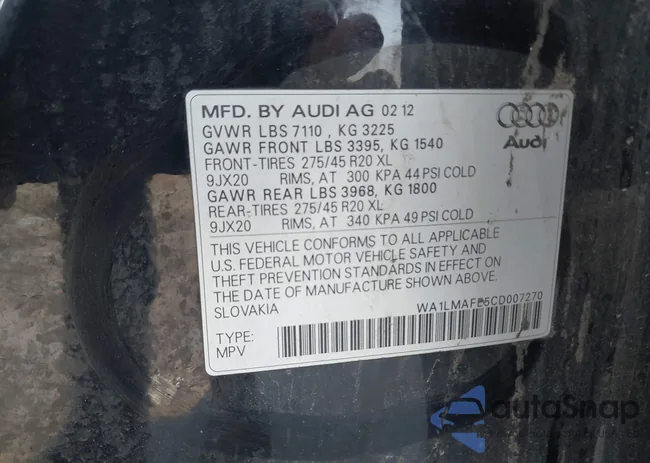 MFD. BY AUDI AG 02 12
GVWR LBS 7110 , KG 3225
GAWR FRONT LBS 3395, KG 1540
FRONT-TIRES 275/45 R20 XL
9JX20 RIMS, AT 300 KPA 44 PSI COLD
GAWR REAR LBS 3968, KG 1800
REAR-TIRES 275/45 R20 XL
9JX20 RIMS, AT 340 KPA 49 PSI COLD
Audi
THIS VEHICLE CONFORMS TO ALL APPLICABLE
U.S. FEDERAL MOTOR VEHICLE SAFETY AND
THEFT PREVENTION STANDARDS IN EFFECT ON
THE DATE OF MANUFACTURE SHOWN ABOVE.
SLOVAKIA
TYPE:
MPV
autoSnap